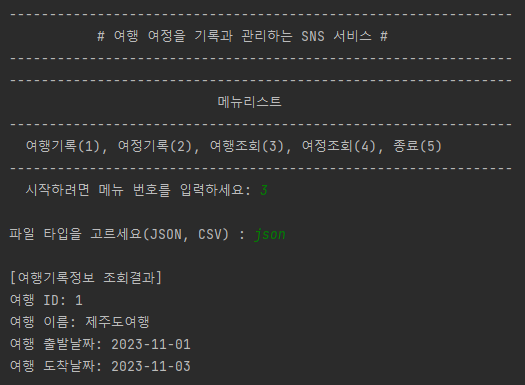 ---------------------------------------------------------------
# 여행 여정을 기록과 관리하는 SNS 서비스 #
---------------------------------------------------------------
---------------------------------------------------------------
메뉴리스트
---------------------------------------------------------------
여행기록(1), 여정기록(2), 여행조회(3), 여정조회(4), 종료(5)
---------------------------------------------------------------
시작하려면 메뉴 번호를 입력하세요: 3
파일 타입을 고르세요(JSON, CSV) : json
[여행기록정보 조회결과]
여행 ID: 1
여행 이름: 제주도여행
여행 출발날짜: 2023-11-01
여행 도착날짜: 2023-11-03